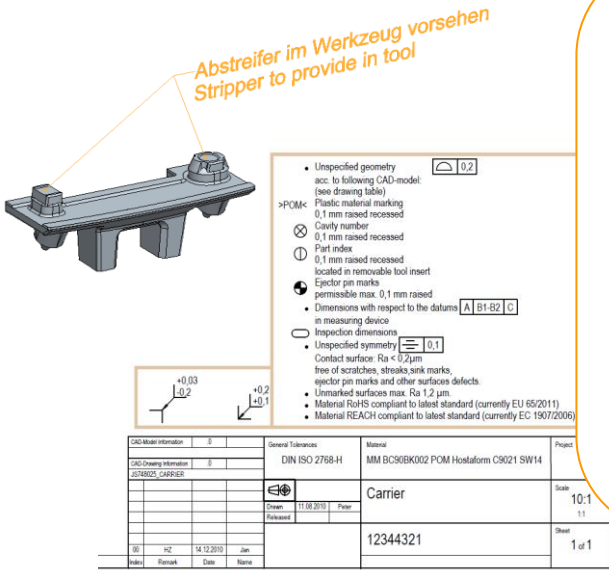 Abstreifer im Werkzeug vorsehen
Stripper to provide in tool
• Unspecified geometry 0,2
acc. to following CAD-model:
(see drawing table)
>POM< Plastic material marking
0,1 mm raised recessed
Cavity number
0,1 mm raised recessed
Part index
0,1 mm raised recessed
located in removable tool insert
Ejector pin marks
permissible max. 0,1 mm raised
• Dimensions with respect to the datums A B1-B2 C
in measuring device
Inspection dimensions
• Unspecified symmetry 0,1
Contact surface: Ra < 0,2µm
free of scratches, streaks,sink marks,
ejector pin marks and other surfaces defects.
• Unmarked surfaces max. Ra 1,2 µm.
• Material RoHS compliant to latest standard (currently EU 65/2011)
• Material REACH compliant to latest standard (currently EC 1907/2006)
+0,03
-0,2
+0,2
+0,1
CAD-Model Information .0
CAD-Drawing Information .0
JS748025_CARRIER
General Tolerances
DIN ISO 2768-H
Material
MM BC90BK002 POM Hostaform C9021 SW14
Project
Drawn 11.08.2010 Peter
Released
Carrier
Scale
10:1
1:1
12344321
Sheet
1 of 1
00 HZ 14.12.2010 Jan
Index Remark Date Name